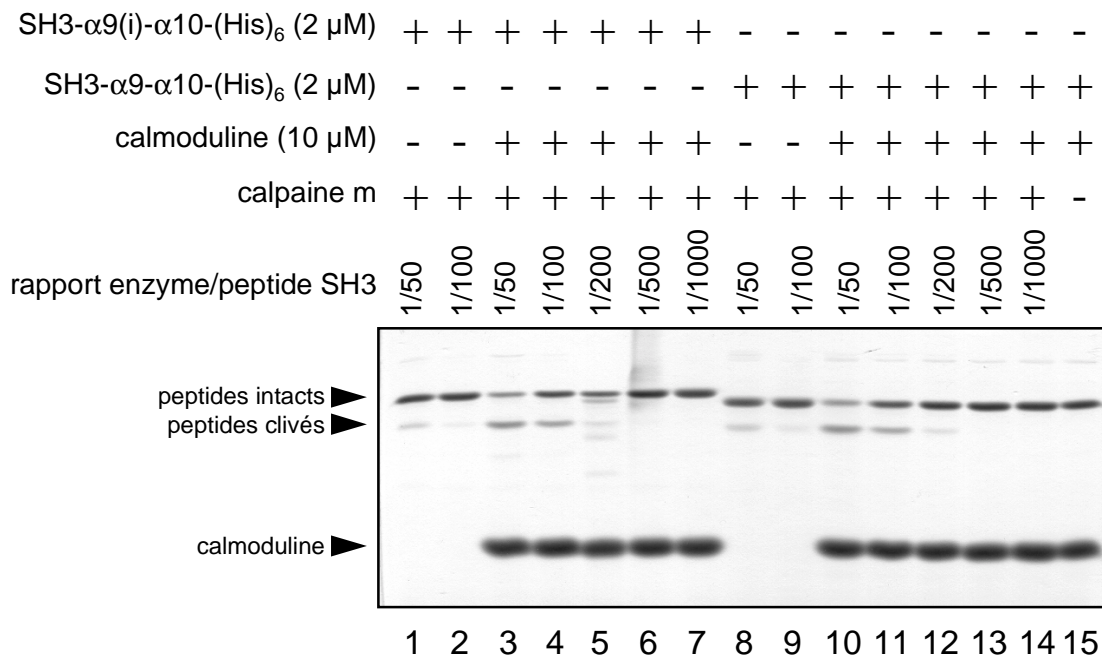 SH3-α9(i)-α10-(His)₆ (2 µM) + + + + + + + - - - - - - - -
SH3-α9-α10-(His)₆ (2 µM) - - - - - - - + + + + + + + +
calmoduline (10 µM) - - + + + + + - - + + + + + +
calpaine m + + + + + + + + + + + + + + -
rapport enzyme/peptide SH3 1/50 1/100 1/50 1/100 1/200 1/500 1/1000 1/50 1/100 1/50 1/100 1/200 1/500 1/1000
peptides intacts
peptides clivés
calmoduline
1 2 3 4 5 6 7 8 9 10 11 12 13 14 15